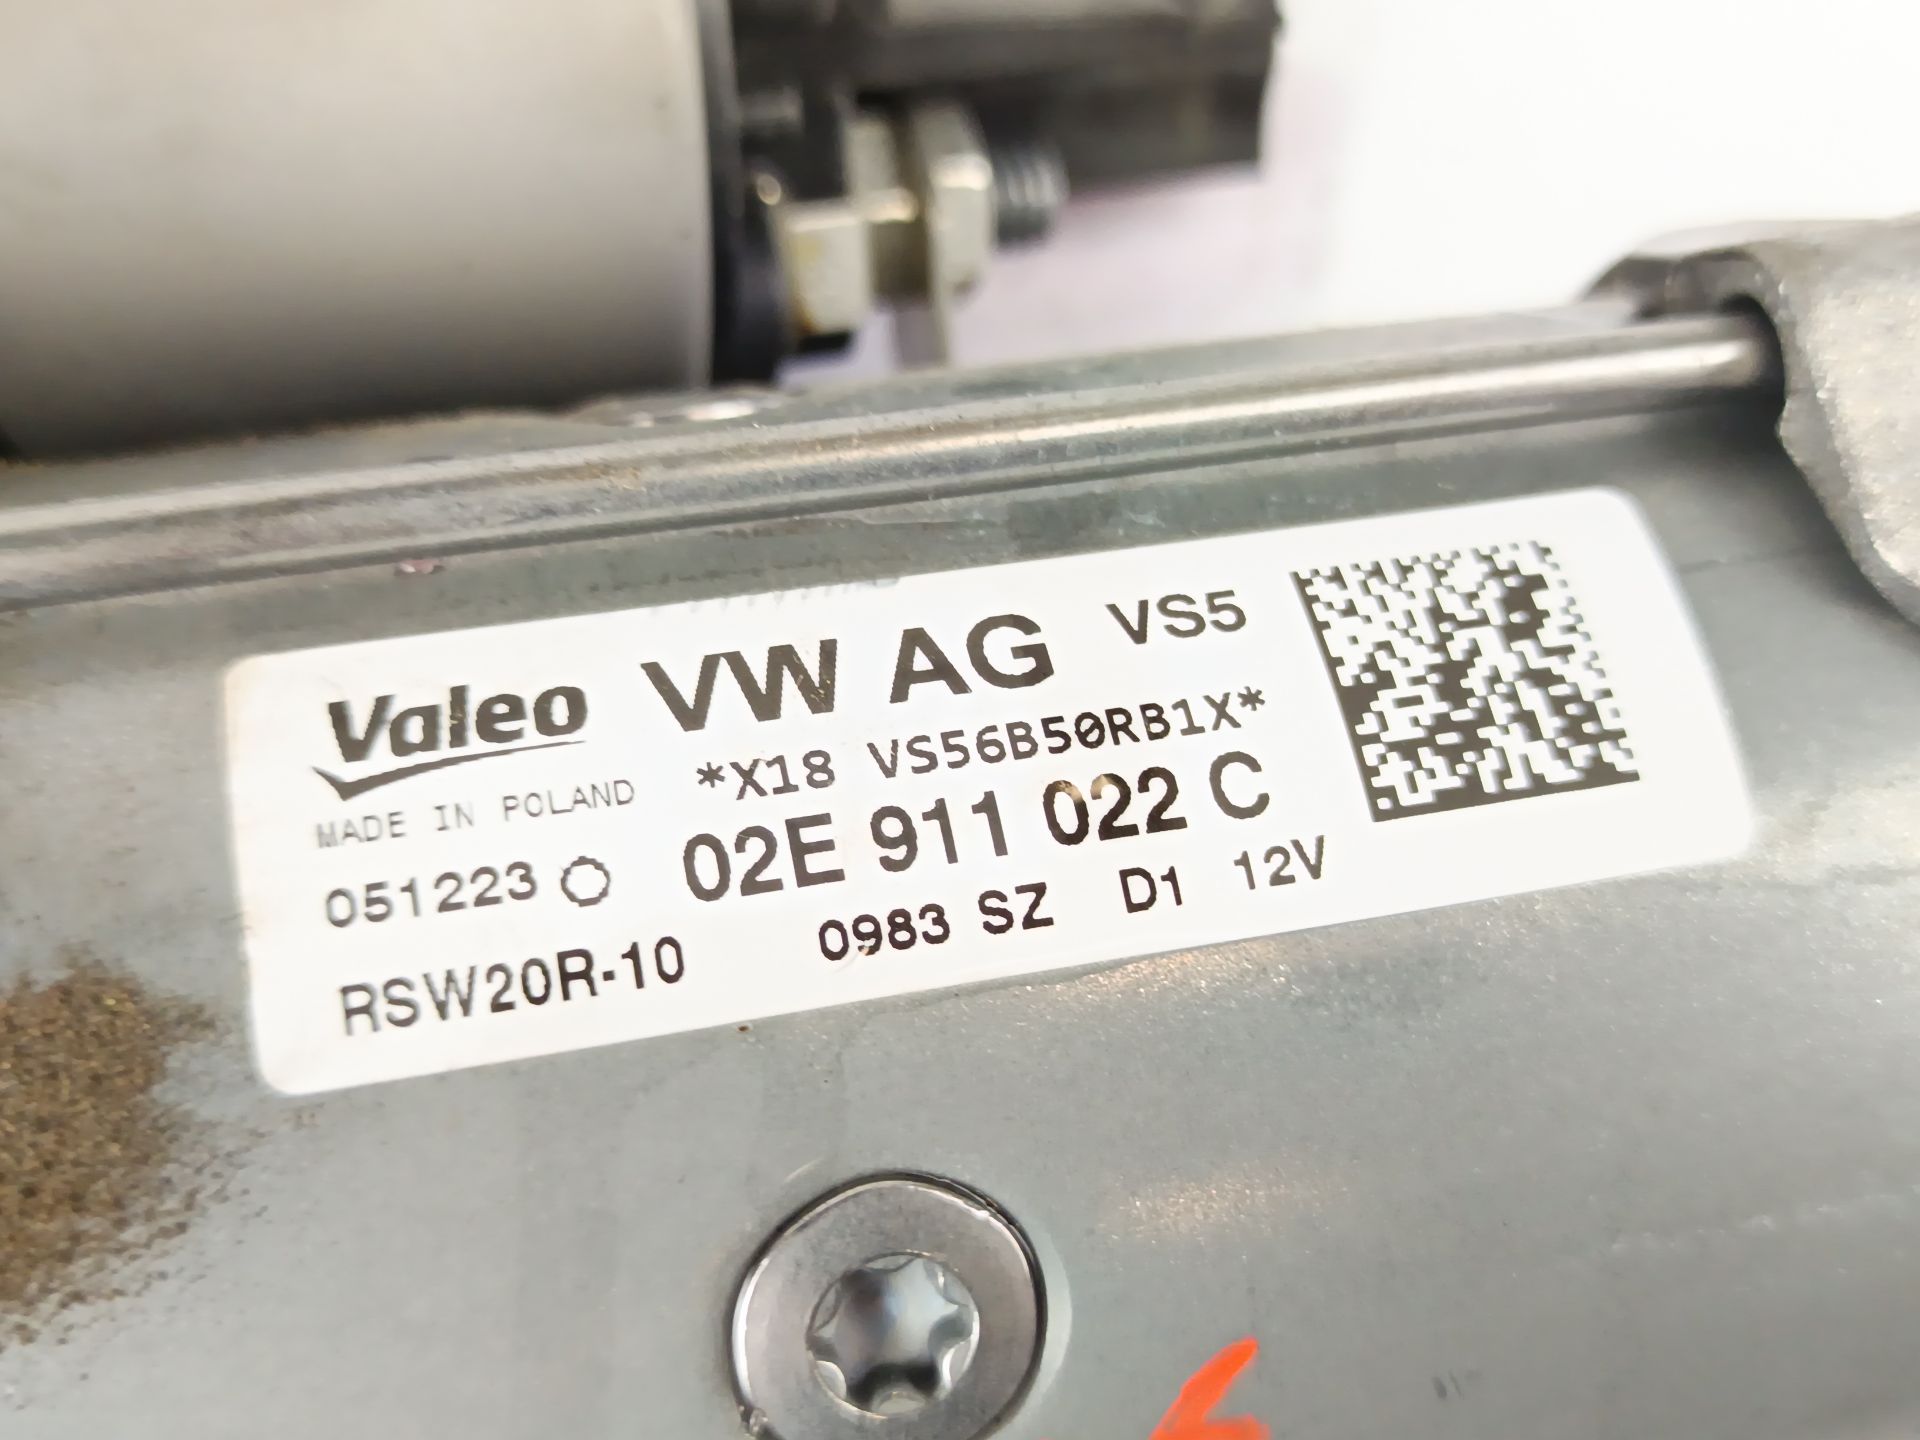 Valeo VW AG VS5
*X18 VS56B50RB1X*
MADE IN POLAND
02E 911 022 C
051223
0983 SZ D1 12V
RSW20R-10